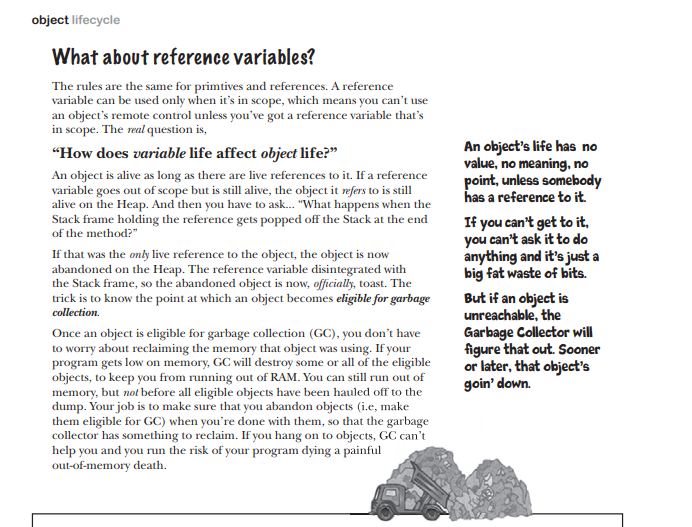 object lifecycle
What about reference variables?
The rules are the same for primtives and references. A reference
variable can be used only when it's in scope, which means you can't use
an object's remote control unless you've got a reference variable that's
in scope. The real question is,
“How does variable life affect object life?”
An object is alive as long as there are live references to it. If a reference
variable goes out of scope but is still alive, the object it refers to is still
alive on the Heap. And then you have to ask... “What happens when the
Stack frame holding the reference gets popped off the Stack at the end
of the method?”
If that was the only live reference to the object, the object is now
abandoned on the Heap. The reference variable disintegrated with
the Stack frame, so the abandoned object is now, officially, toast. The
trick is to know the point at which an object becomes eligible for garbage
collection.
Once an object is eligible for garbage collection (GC), you don't have
to worry about reclaiming the memory that object was using. If your
program gets low on memory, GC will destroy some or all of the eligible
objects, to keep you from running out of RAM. You can still run out of
memory, but not before all eligible objects have been hauled off to the
dump. Your job is to make sure that you abandon objects (i.e, make
them eligible for GC) when you're done with them, so that the garbage
collector has something to reclaim. If you hang on to objects, GC can't
help you and you run the risk of your program dying a painful
out-of-memory death.
An object's life has no
value, no meaning, no
point, unless somebody
has a reference to it.
If you can't get to it,
you can't ask it to do
anything and it's just a
big fat waste of bits.
But if an object is
unreachable, the
Garbage Collector will
figure that out. Sooner
or later, that object's
goin' down.